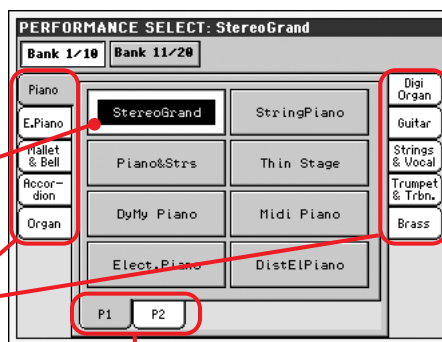 PERFORMANCE SELECT: StereoGrand
Bank 1/10 Bank 11/20
Piano
E.Piano
Mallet
& Bell
Accor-
dion
Organ
StereoGrand StringPiano
Piano&Strs Thin Stage
DyMy Piano Midi Piano
Elect.Piano DistElPiano
Digi
Organ
Guitar
Strings
& Vocal
Trumpet
& Trbn.
Brass
P1 P2